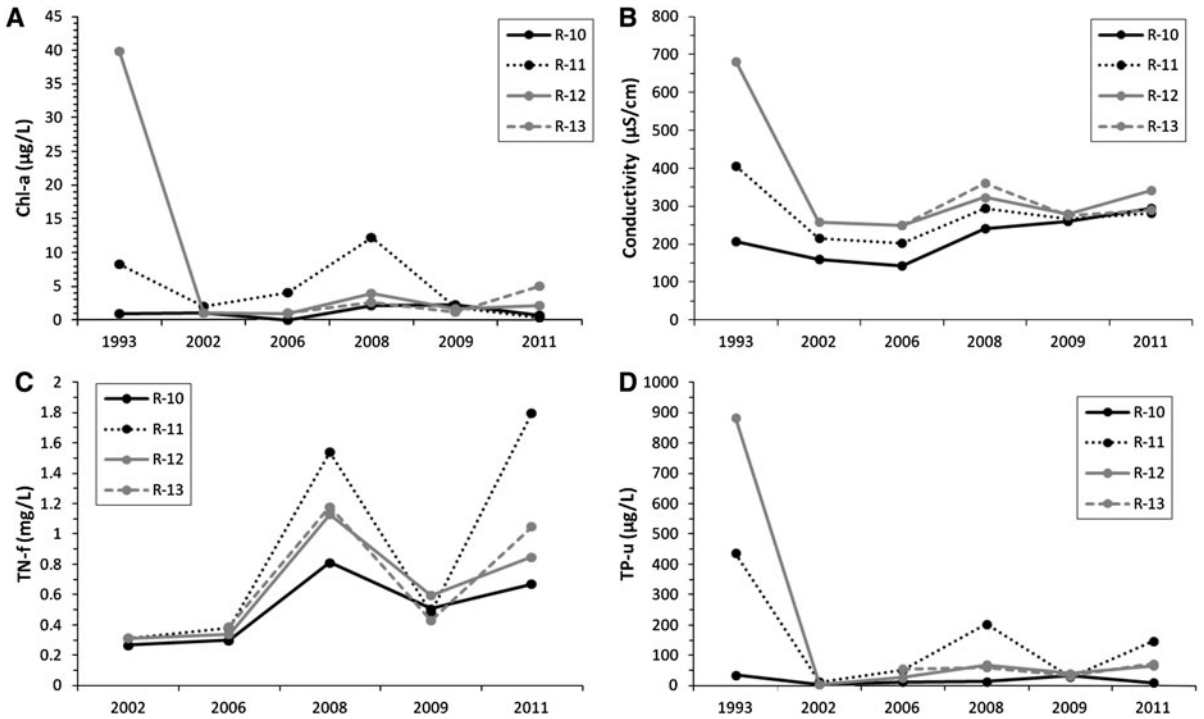 A
45
40
35
30
25
20
15
10
5
0
Chl-a (µg/L)
1993 2002 2006 2008 2009 2011
R-10
R-11
R-12
R-13
B
800
700
600
500
400
300
200
100
0
Conductivity (µS/cm)
1993 2002 2006 2008 2009 2011
R-10
R-11
R-12
R-13
C
2
1.8
1.6
1.4
1.2
1
0.8
0.6
0.4
0.2
0
TN-f (mg/L)
2002 2006 2008 2009 2011
R-10
R-11
R-12
R-13
D
1000
900
800
700
600
500
400
300
200
100
0
TP-u (µg/L)
1993 2002 2006 2008 2009 2011
R-10
R-11
R-12
R-13